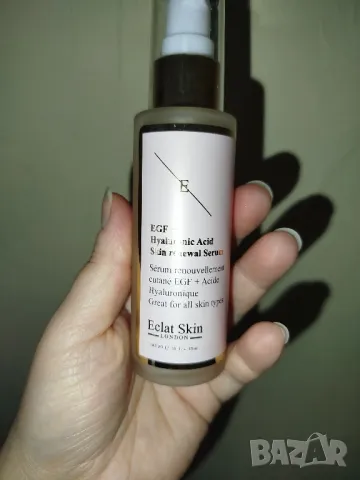 E
EGF +
Hyaluronic Acid
Skin renewal Serum
Serum renouvellement
cutane EGF + Acide
Hyaluronique
Great for all skin types
Eclat Skin
LONDON
BAZAR